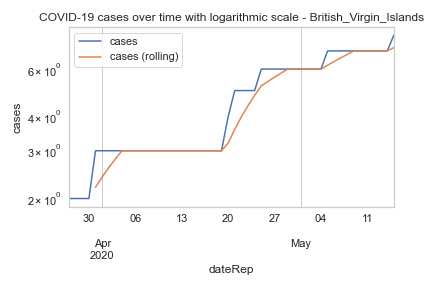 COVID-19 cases over time with logarithmic scale - British_Virgin_Islands
cases
cases (rolling)
6 × 10⁰
4 × 10⁰
3 × 10⁰
2 × 10⁰
cases
30 06 13 20 27 04 11
Apr May
2020
dateRep